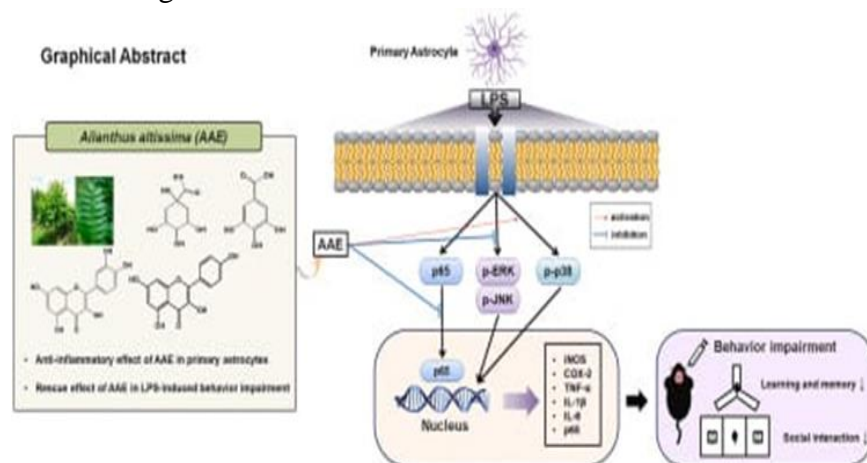 Graphical Abstract
Primary Astrocyte
LPS
Ailanthus altissima (AAE)
activation
inhibition
AAE
p65
p-ERK
p-p38
p-JNK
• Anti-inflammatory effect of AAE in primary astrocytes
• Rescue effect of AAE in LPS-induced behavior impairment
p65
Nucleus
• iNOS
• COX-2
• TNF-α
• IL-1β
• IL-6
• p65
Behavior impairment
Learning and memory ↓
Social interaction ↓